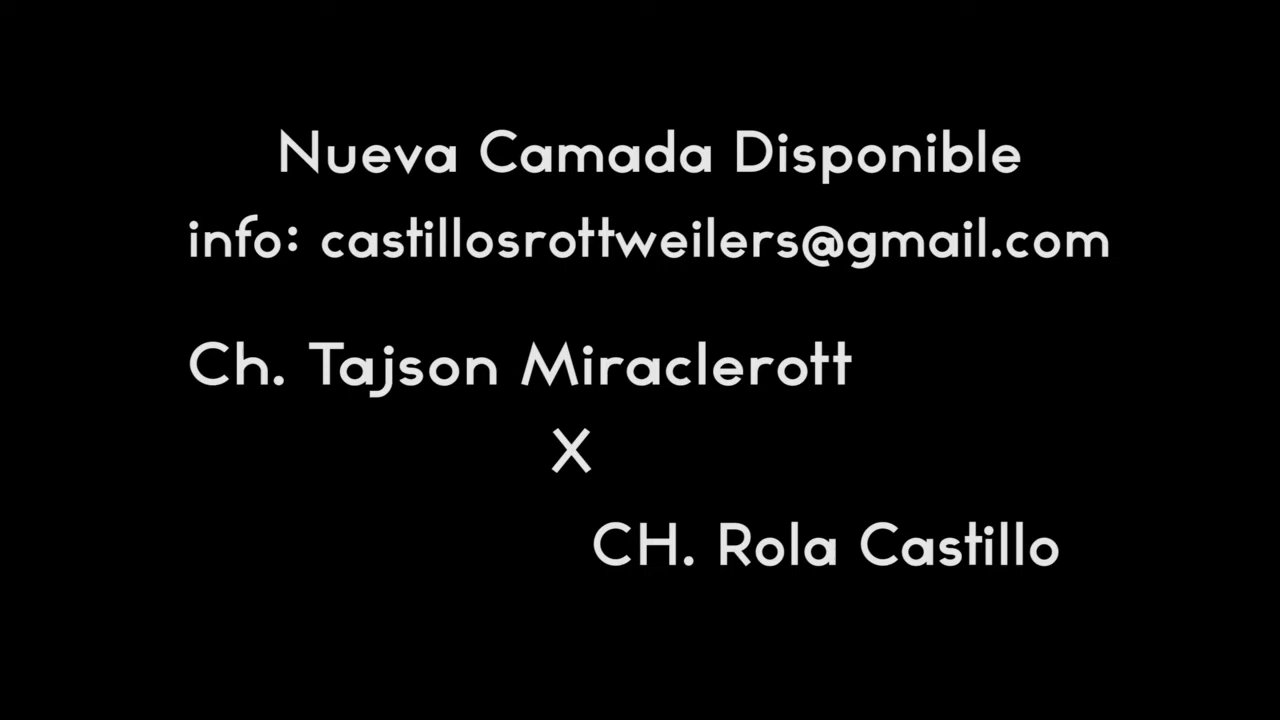 Nueva Camada Disponible
info: castillosrottweilers@gmail.com
Ch. Tajson Miraclerott
X
CH. Rola Castillo